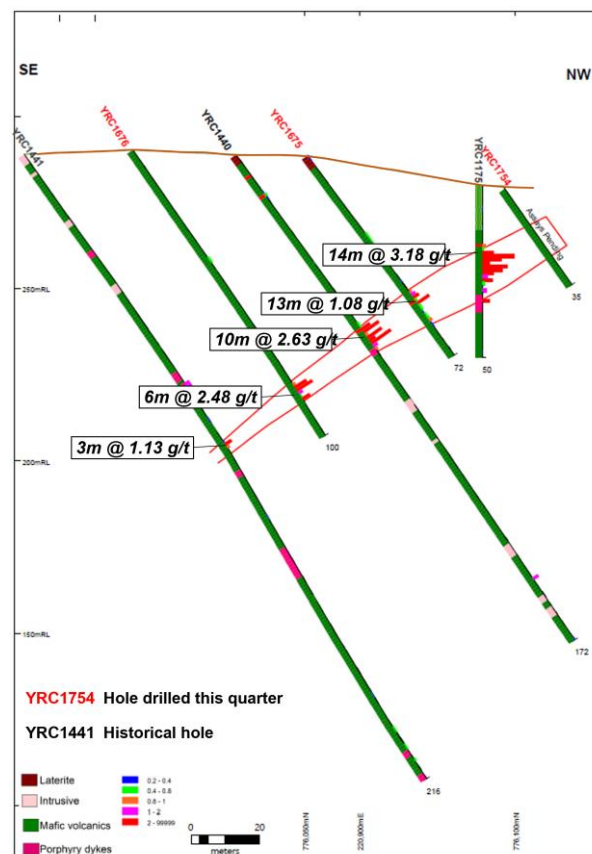 SE
NW
YRC1441
YRC1676
YRC1440
YRC1675
YRC1175
YRC1754
Assays Pending
14m @ 3.18 g/t
250mRL
35
13m @ 1.08 g/t
10m @ 2.63 g/t
72
50
6m @ 2.48 g/t
100
3m @ 1.13 g/t
200mRL
150mRL
172
YRC1754 Hole drilled this quarter
YRC1441 Historical hole
216
Laterite
Intrusive
Mafic volcanics
Porphyry dykes
0.2 - 0.4
0.4 - 0.8
0.8 - 1
1 - 2
2 - 99999
0
20
meters
776,050mN
220,900mE
776,100mN